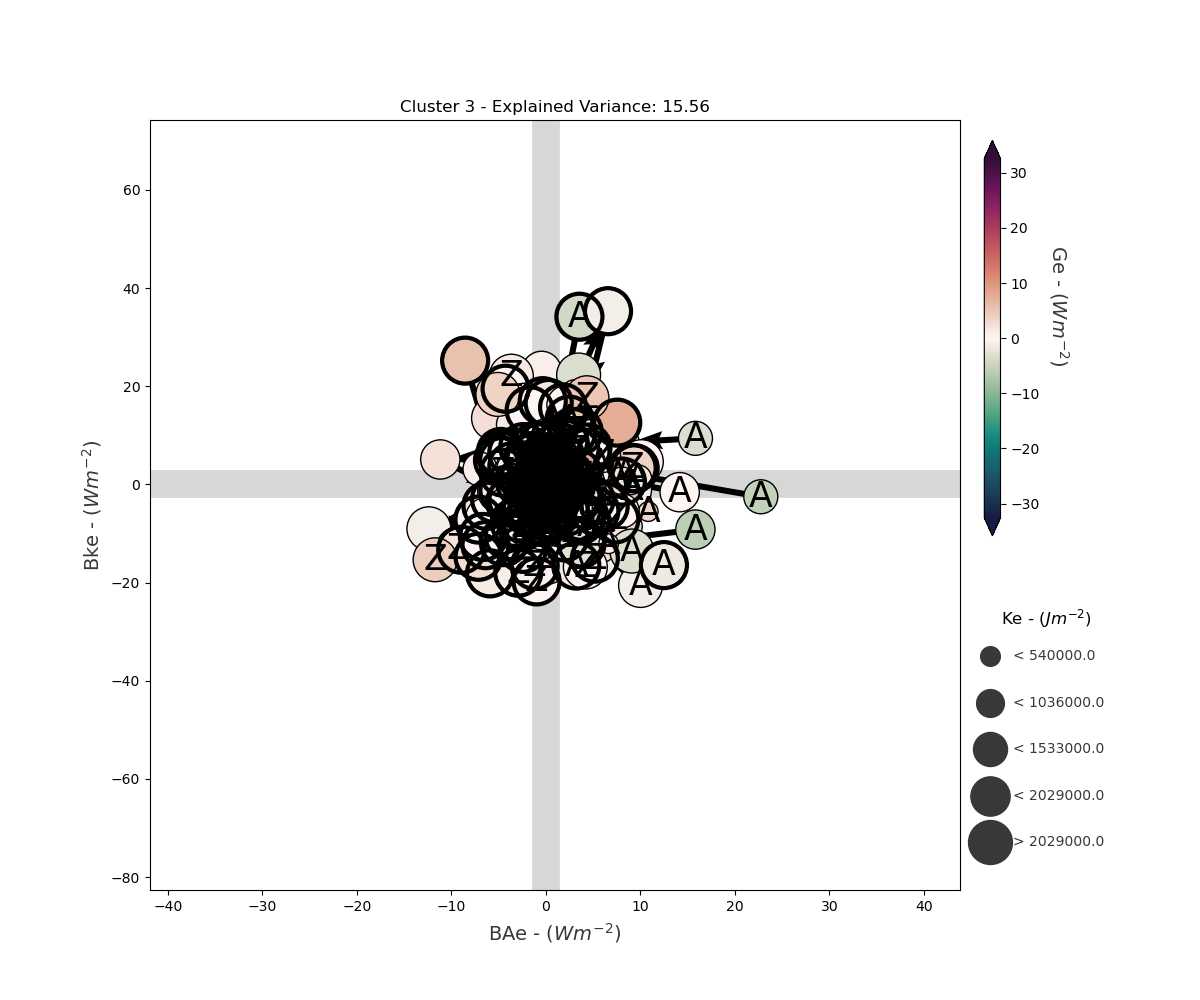 Cluster 3 - Explained Variance: 15.56
60
40
20
0
−20
−40
−60
−80
Bke - (Wm⁻²)
−40
−30
−20
−10
0
10
20
30
40
BAe - (Wm⁻²)
A
Z
Z
A
Z
A
A
A
A
A
A
A
Z
Z
A
Z
Z
30
20
10
0
−10
−20
−30
Ge - (Wm⁻²)
Ke - (Jm⁻²)
< 540000.0
< 1036000.0
< 1533000.0
< 2029000.0
> 2029000.0